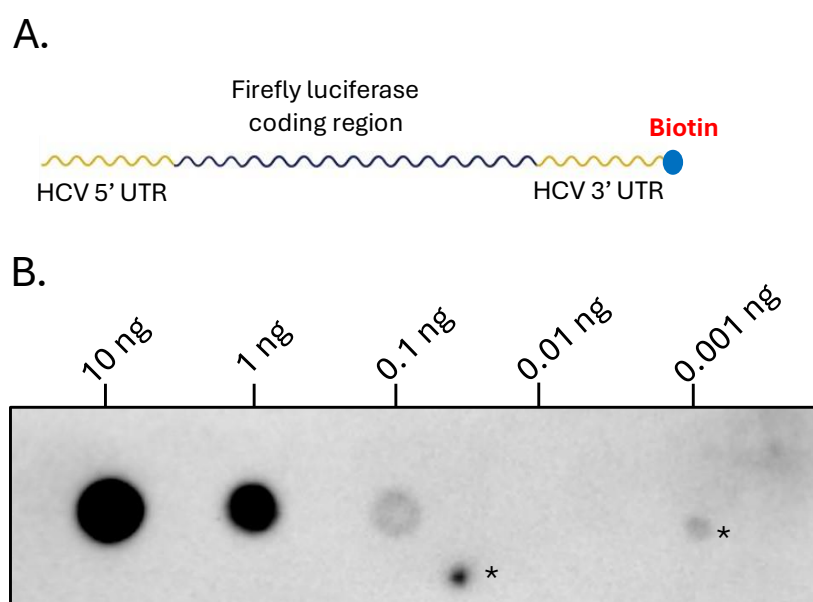 A.
Firefly luciferase
coding region
Biotin
HCV 5’ UTR
HCV 3’ UTR
B.
10 ng
1 ng
0.1 ng
0.01 ng
0.001 ng
*
*